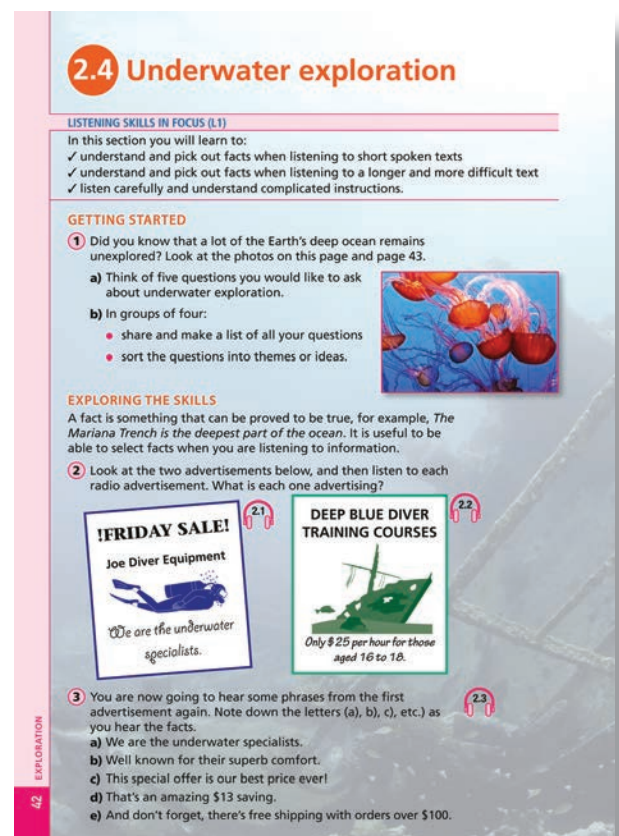 2.4 Underwater exploration
LISTENING SKILLS IN FOCUS (L1)
In this section you will learn to:
✓ understand and pick out facts when listening to short spoken texts
✓ understand and pick out facts when listening to a longer and more difficult text
✓ listen carefully and understand complicated instructions.
GETTING STARTED
1 Did you know that a lot of the Earth's deep ocean remains
unexplored? Look at the photos on this page and page 43.
a) Think of five questions you would like to ask
about underwater exploration.
b) In groups of four:
• share and make a list of all your questions
• sort the questions into themes or ideas.
EXPLORING THE SKILLS
A fact is something that can be proved to be true, for example, The
Mariana Trench is the deepest part of the ocean. It is useful to be
able to select facts when you are listening to information.
2 Look at the two advertisements below, and then listen to each
radio advertisement. What is each one advertising?
2.1
!FRIDAY SALE!
Joe Diver Equipment
We are the underwater
specialists.
2.2
DEEP BLUE DIVER
TRAINING COURSES
Only $25 per hour for those
aged 16 to 18.
3 You are now going to hear some phrases from the first
advertisement again. Note down the letters (a), b), c), etc.) as
you hear the facts.
2.3
a) We are the underwater specialists.
b) Well known for their superb comfort.
c) This special offer is our best price ever!
d) That's an amazing $13 saving.
e) And don't forget, there's free shipping with orders over $100.
EXPLORATION
42